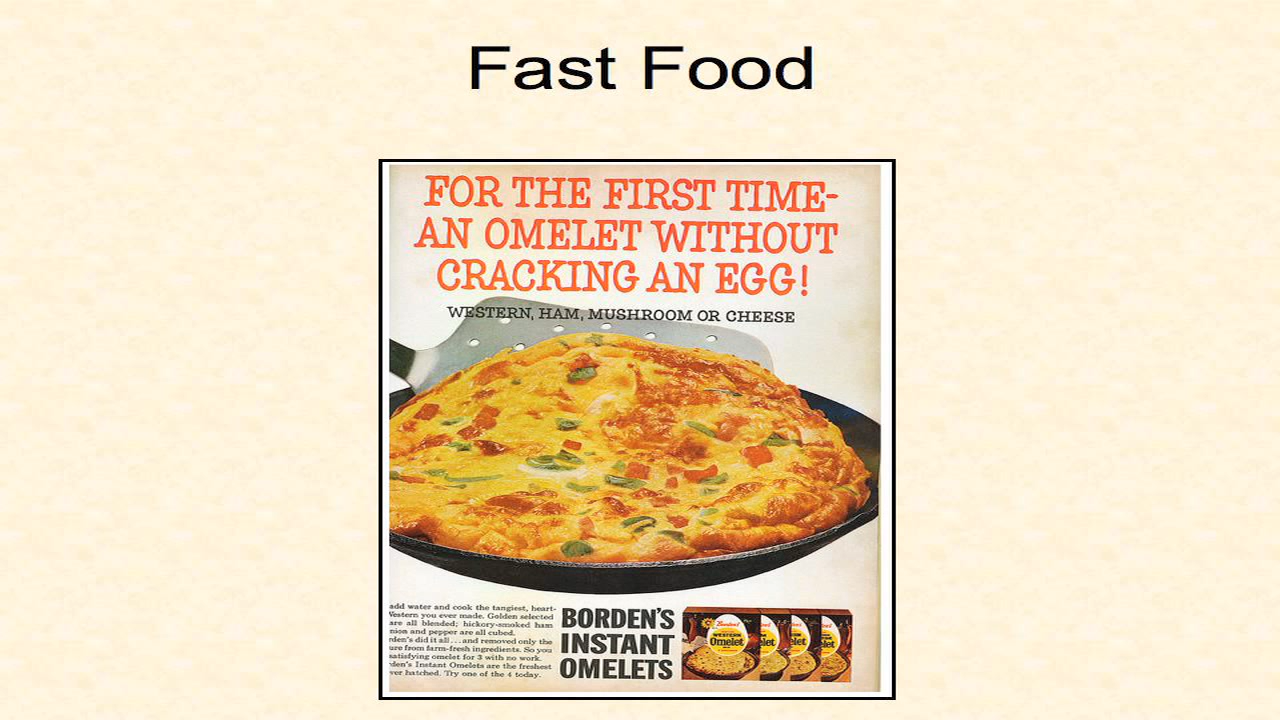 Fast Food
FOR THE FIRST TIME-
AN OMELET WITHOUT
CRACKING AN EGG!
WESTERN, HAM, MUSHROOM OR CHEESE
add water and cook the tangiest, heart-
Western you ever made. Golden selected
are all blended; hickory-smoked ham
nion and pepper are all cubed.
rden's did it all...and removed only the
ure from farm-fresh ingredients. So you
satisfying omelet for 3 with no work.
den's Instant Omelets are the freshest
ver hatched. Try one of the 4 today.
BORDEN'S
INSTANT
OMELETS
Borden's
WESTERN
Omelet
elet
elet
elet